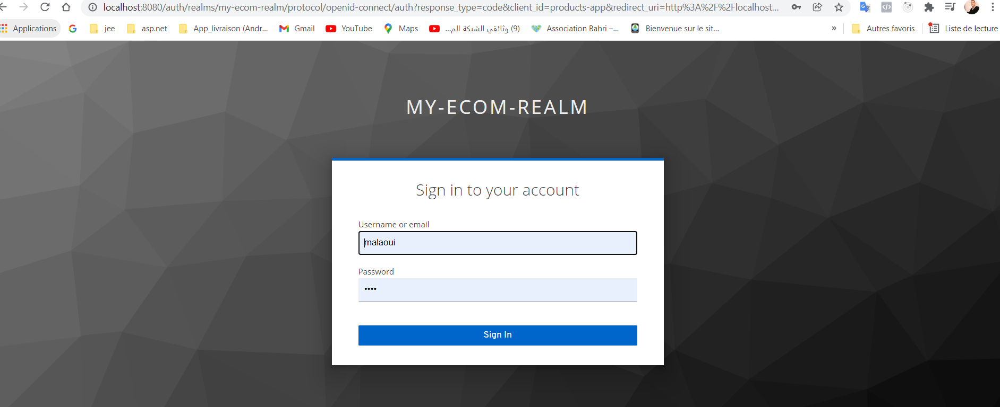 localhost:8080/auth/realms/my-ecom-realm/protocol/openid-connect/auth?response_type=code&client_id=products-app&redirect_uri=http%3A%2F%2Flocalhost...
Applications jee asp.net App_livraison (Andr... Gmail YouTube Maps (9) وثائقي الشبكة الم... Association Bahri –... Bienvenue sur le sit... » Autres favoris Liste de lecture
MY-ECOM-REALM
Sign in to your account
Username or email
malaoui
Password
••••
Sign In